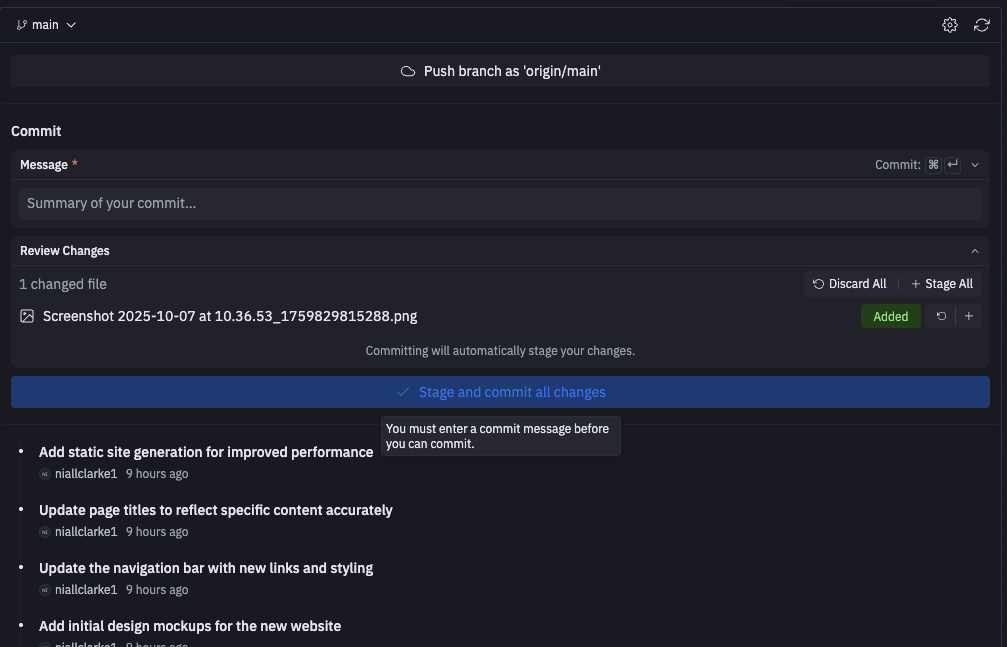 main
Push branch as 'origin/main'
Commit
Message *
Commit: ⌘ ↵
Summary of your commit...
Review Changes
1 changed file
Discard All
+ Stage All
Screenshot 2025-10-07 at 10.36.53_1759829815288.png
Added
Committing will automatically stage your changes.
Stage and commit all changes
You must enter a commit message before
you can commit.
Add static site generation for improved performance
niallclarke1 9 hours ago
Update page titles to reflect specific content accurately
niallclarke1 9 hours ago
Update the navigation bar with new links and styling
niallclarke1 9 hours ago
Add initial design mockups for the new website
niallclarke1 9 hours ago